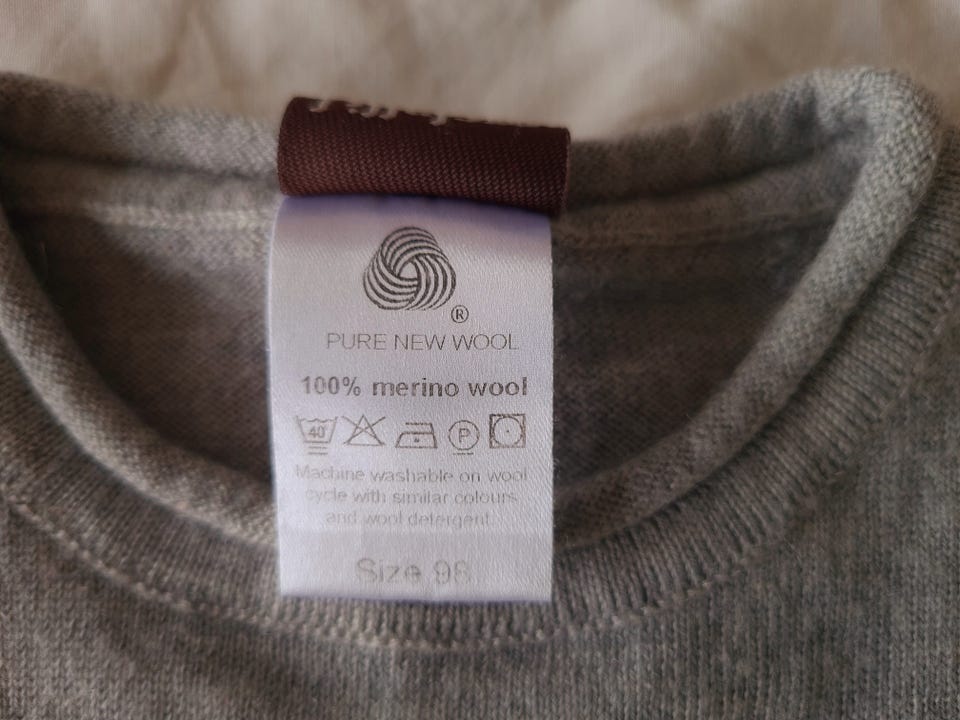 ®
PURE NEW WOOL
100% merino wool
40 P
Machine washable on wool
cycle with similar colours
and wool detergent.
Size 98